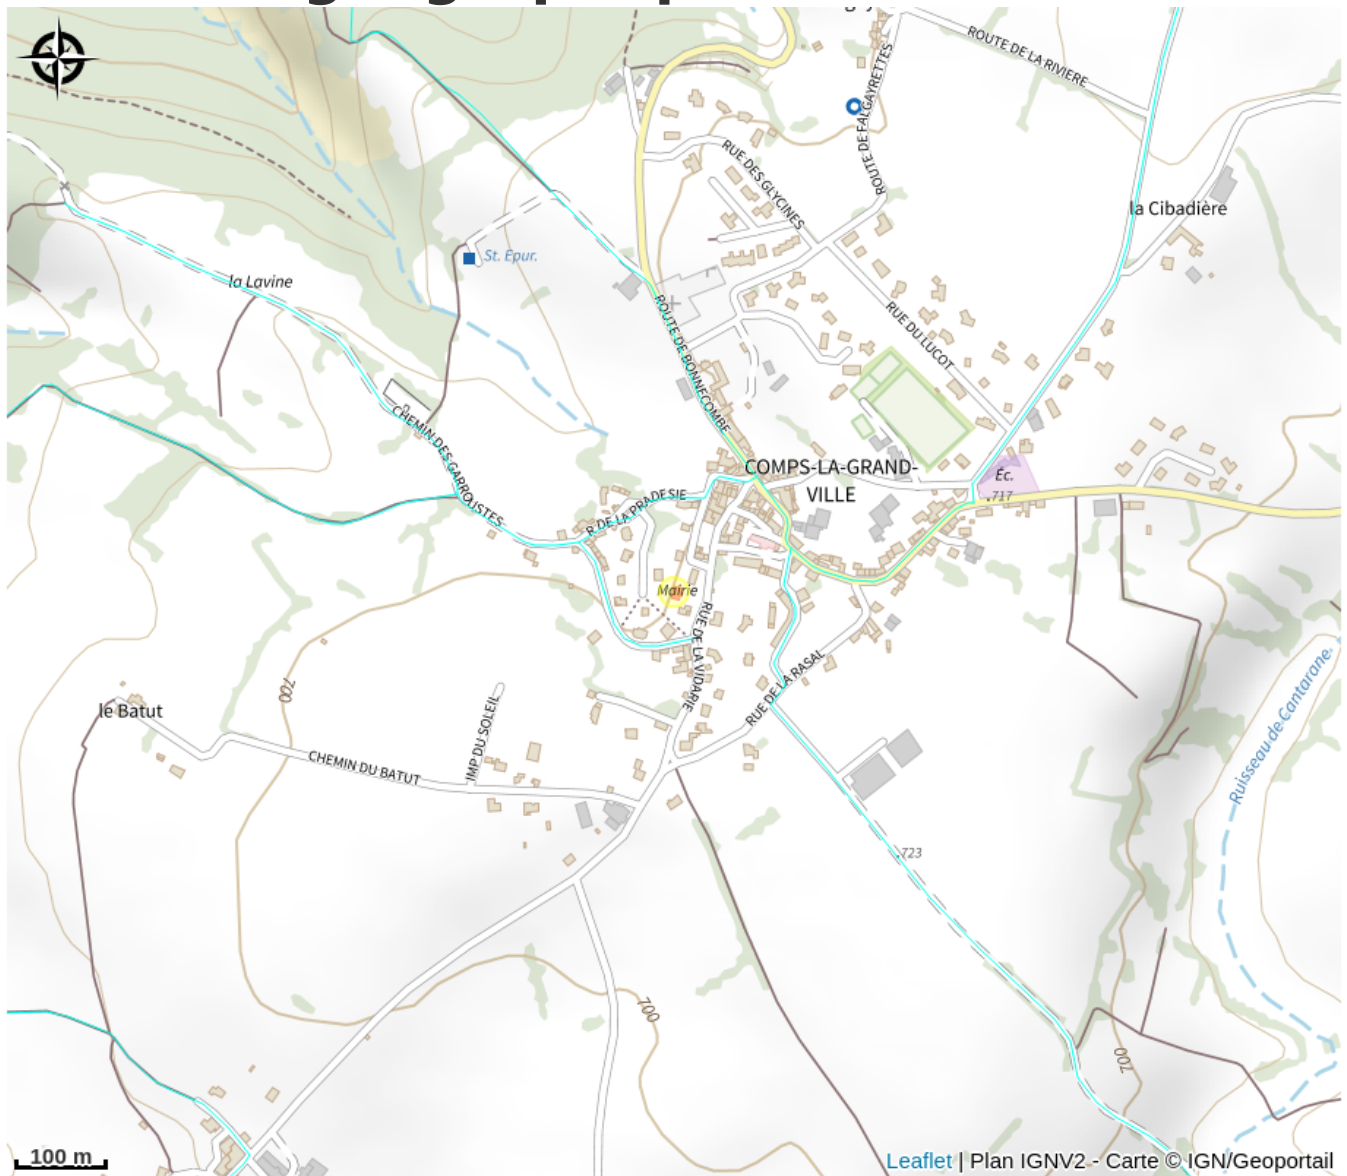 ROUTE DE LA RIVIERE
ROUTE DE FALGAYRETTES
RUE DES GLYCINES
la Cibadière
St. Epur.
la Lavine
ROUTE DE BONNECOMBE
RUE DU LUCOT
CHEMIN DES GARROUSTES
COMPS-LA-GRAND-
VILLE
Éc.
717
R DE LA PRADESIE
Mairie
RUE DE LA VIDARIE
RUE DE LA RASAL
Ruisseau de Cantarane
700
le Batut
IMP DU SOLEIL
CHEMIN DU BATUT
723
700
700
100 m
Leaflet | Plan IGNV2 - Carte © IGN/Geoportail